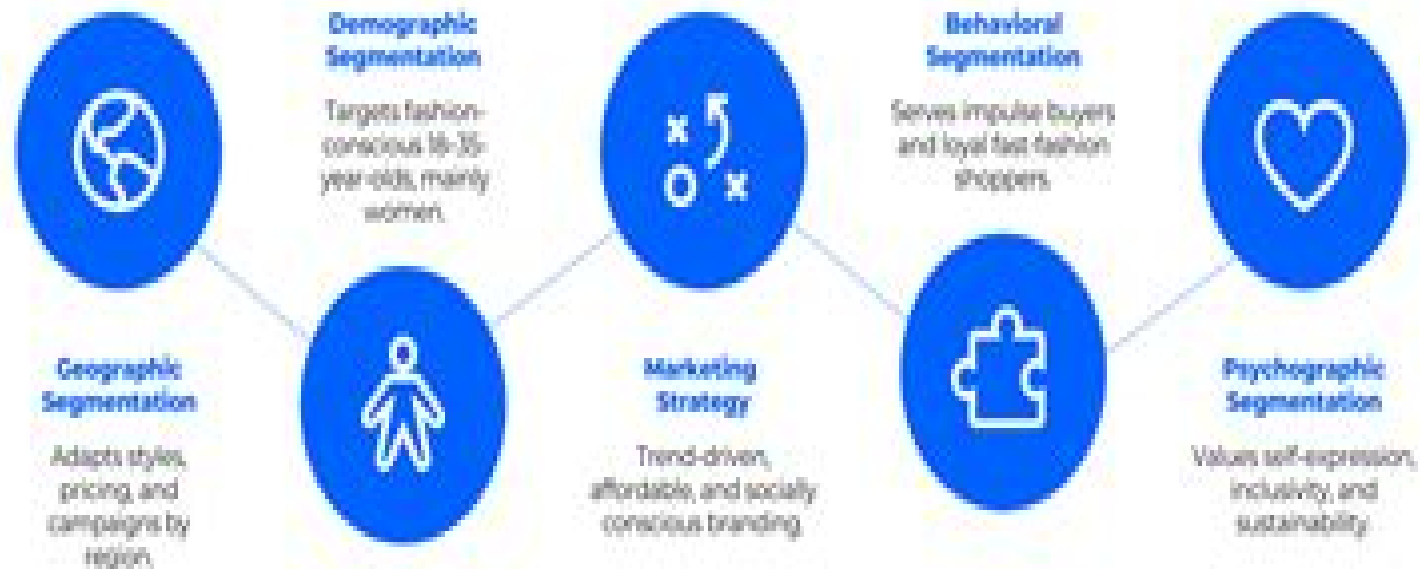 Geographic
Segmentation
Adapts styles,
pricing, and
campaigns by
region.
Demographic
Segmentation
Targets fashion-
conscious 18-35-
year-olds, mainly
women.
Marketing
Strategy
Trend-driven,
affordable, and socially
conscious branding.
Behavioral
Segmentation
Serves impulse buyers
and loyal fast-fashion
shoppers.
Psychographic
Segmentation
Values self-expression,
inclusivity, and
sustainability.